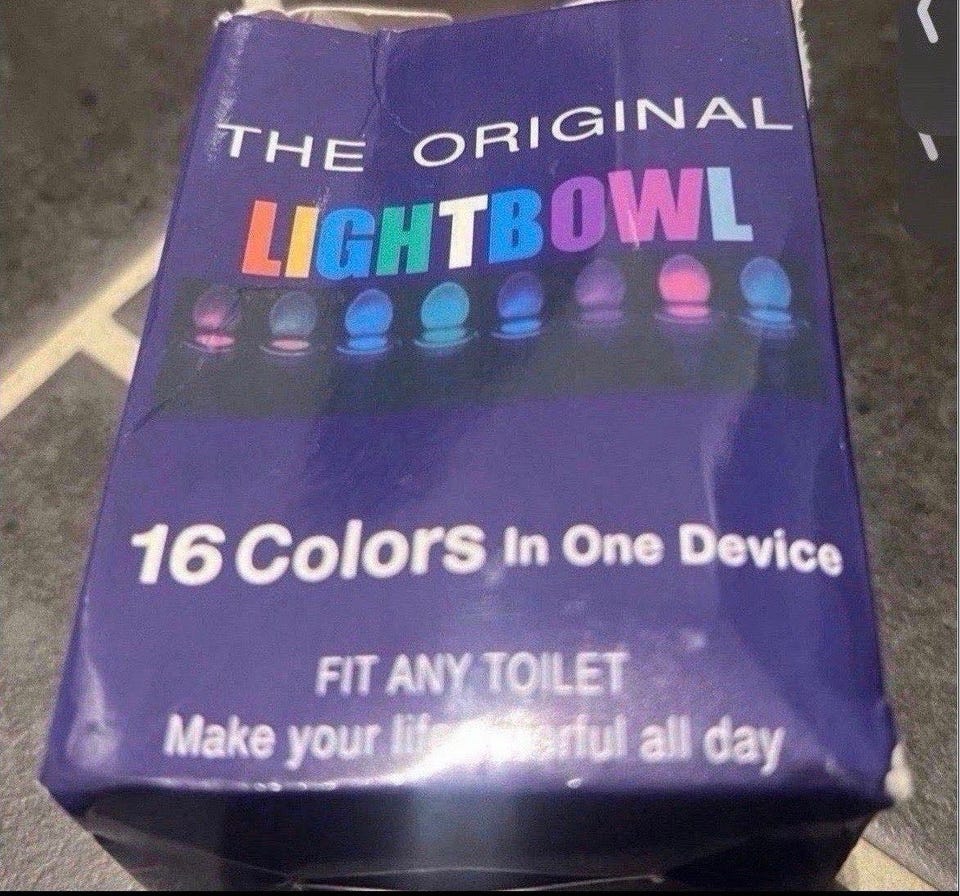 THE ORIGINAL
LIGHTBOWL
16 Colors In One Device
FIT ANY TOILET
Make your all day